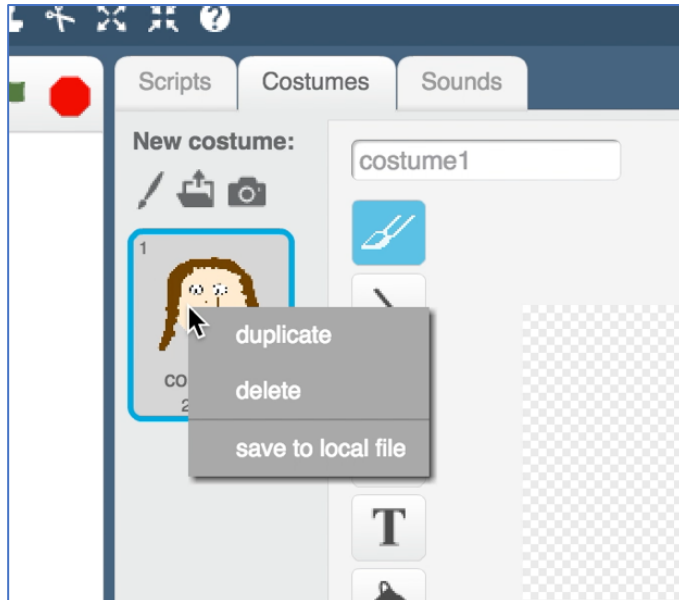 Scripts
Costumes
Sounds
New costume:
costume1
1
duplicate
delete
save to local file
T